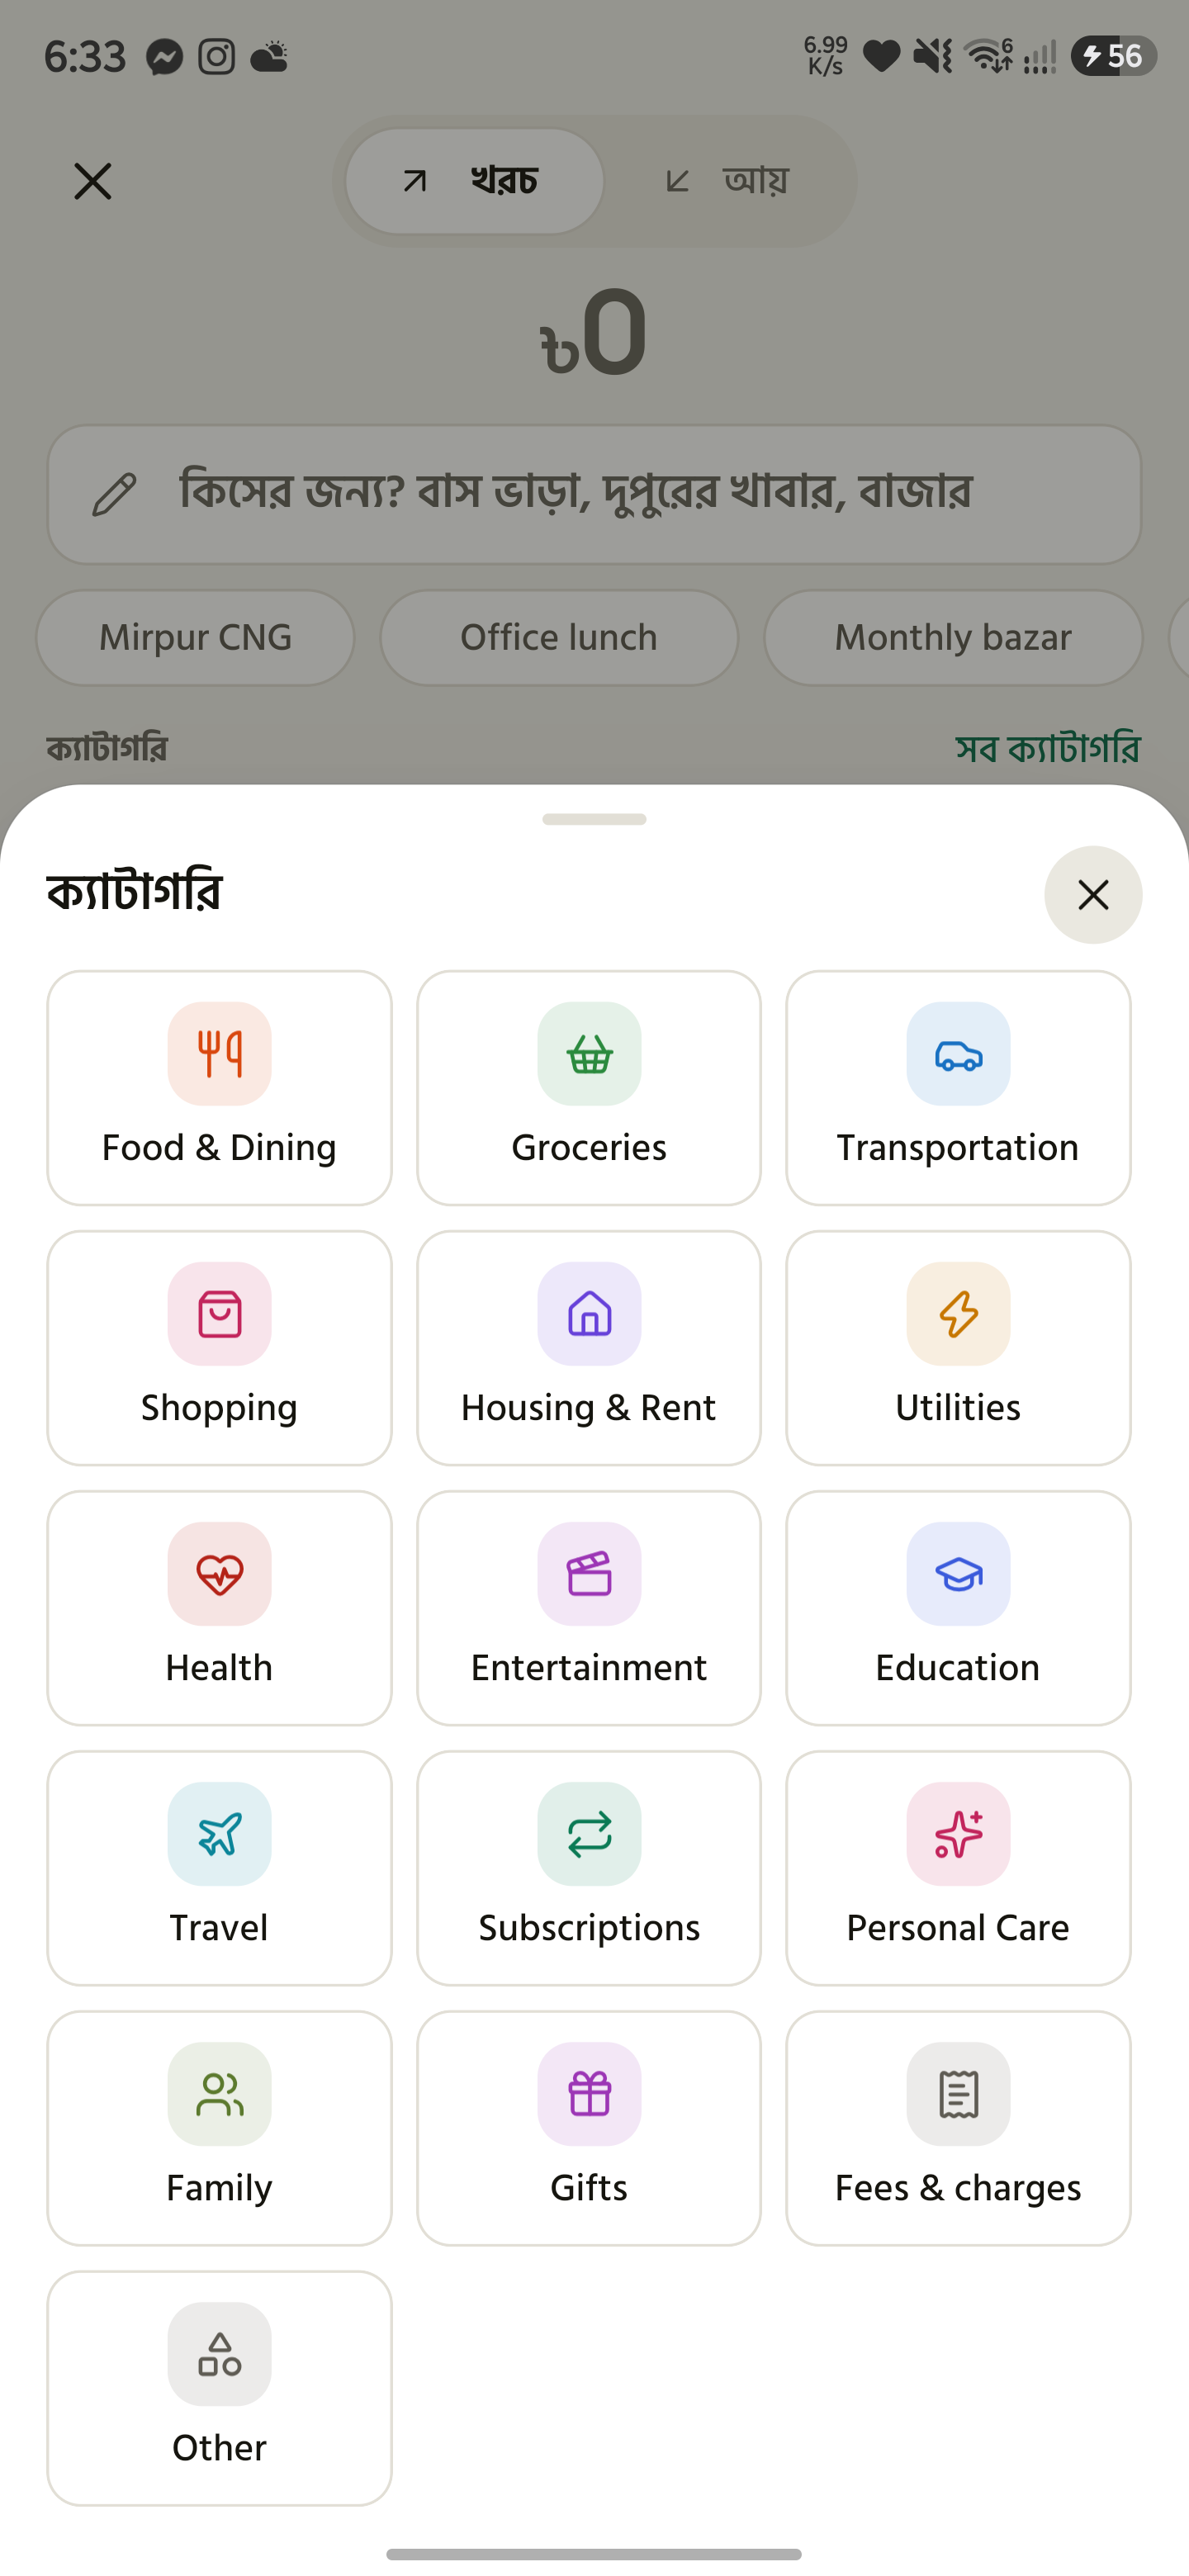 6:33
6.99 K/s
6
56
খরচ
আয়
৳0
কিসের জন্য? বাস ভাড়া, দুপুরের খাবার, বাজার
Mirpur CNG
Office lunch
Monthly bazar
ক্যাটাগরি
সব ক্যাটাগরি
ক্যাটাগরি
Food & Dining
Groceries
Transportation
Shopping
Housing & Rent
Utilities
Health
Entertainment
Education
Travel
Subscriptions
Personal Care
Family
Gifts
Fees & charges
Other